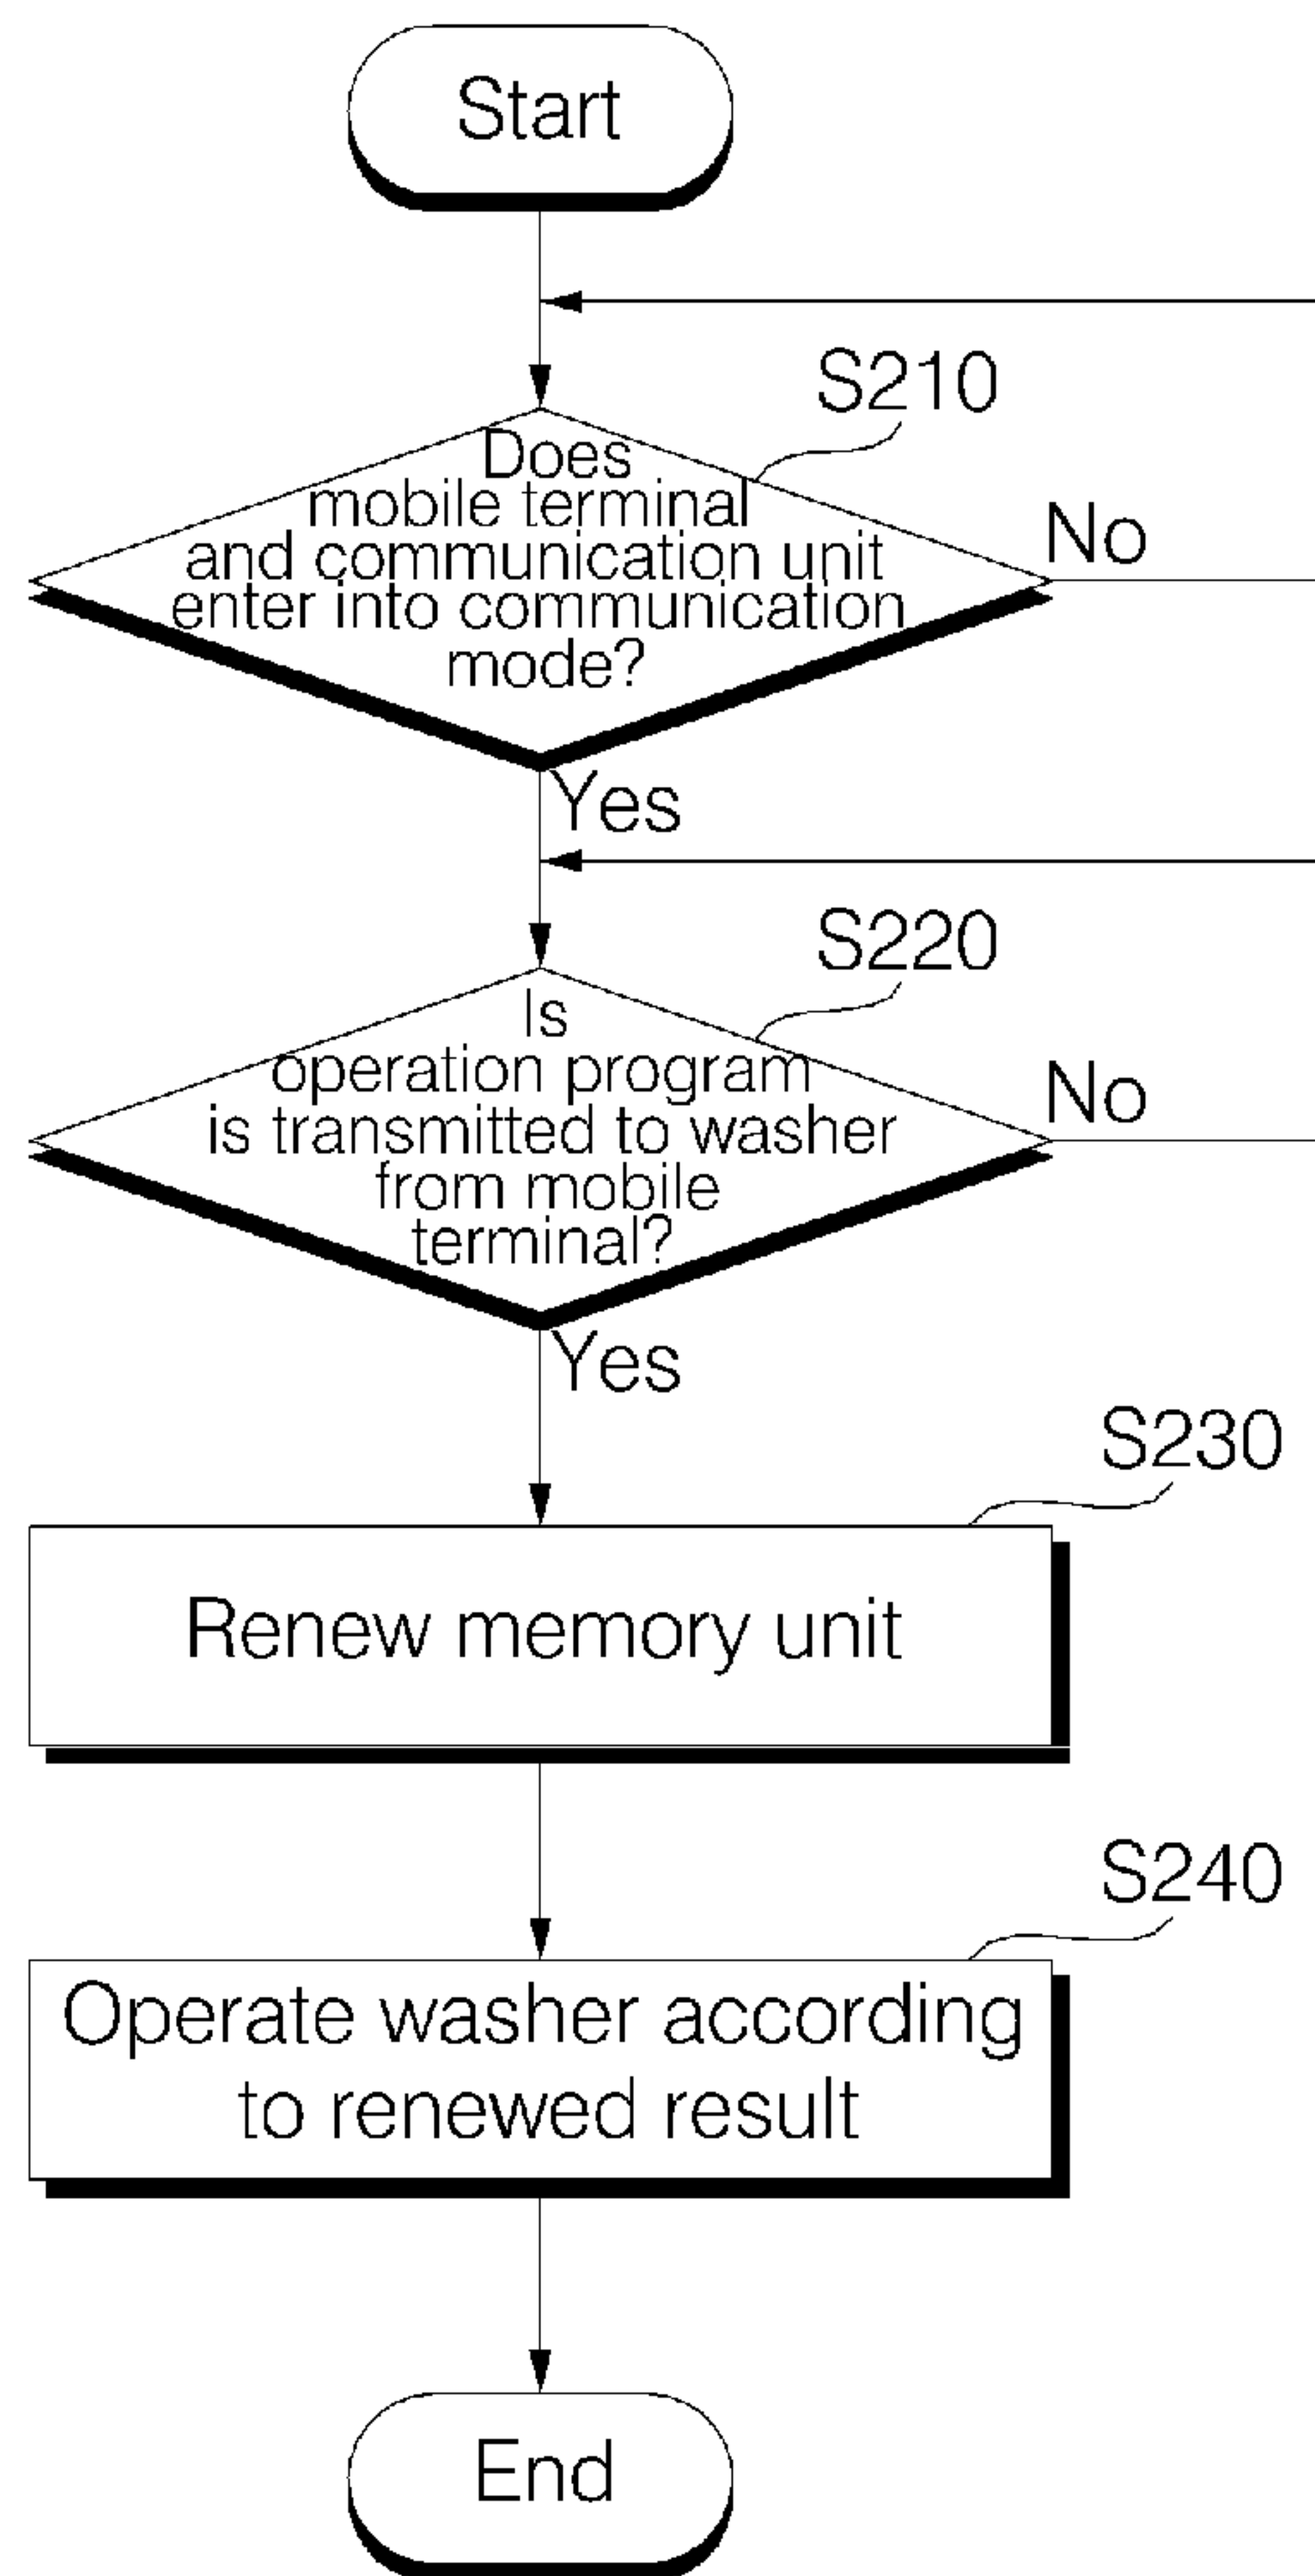 Start
S210
Does
mobile terminal
and communication unit
enter into communication
mode?
No
Yes
S220
Is
operation program
is transmitted to washer
from mobile
terminal?
No
Yes
S230
Renew memory unit
S240
Operate washer according
to renewed result
End